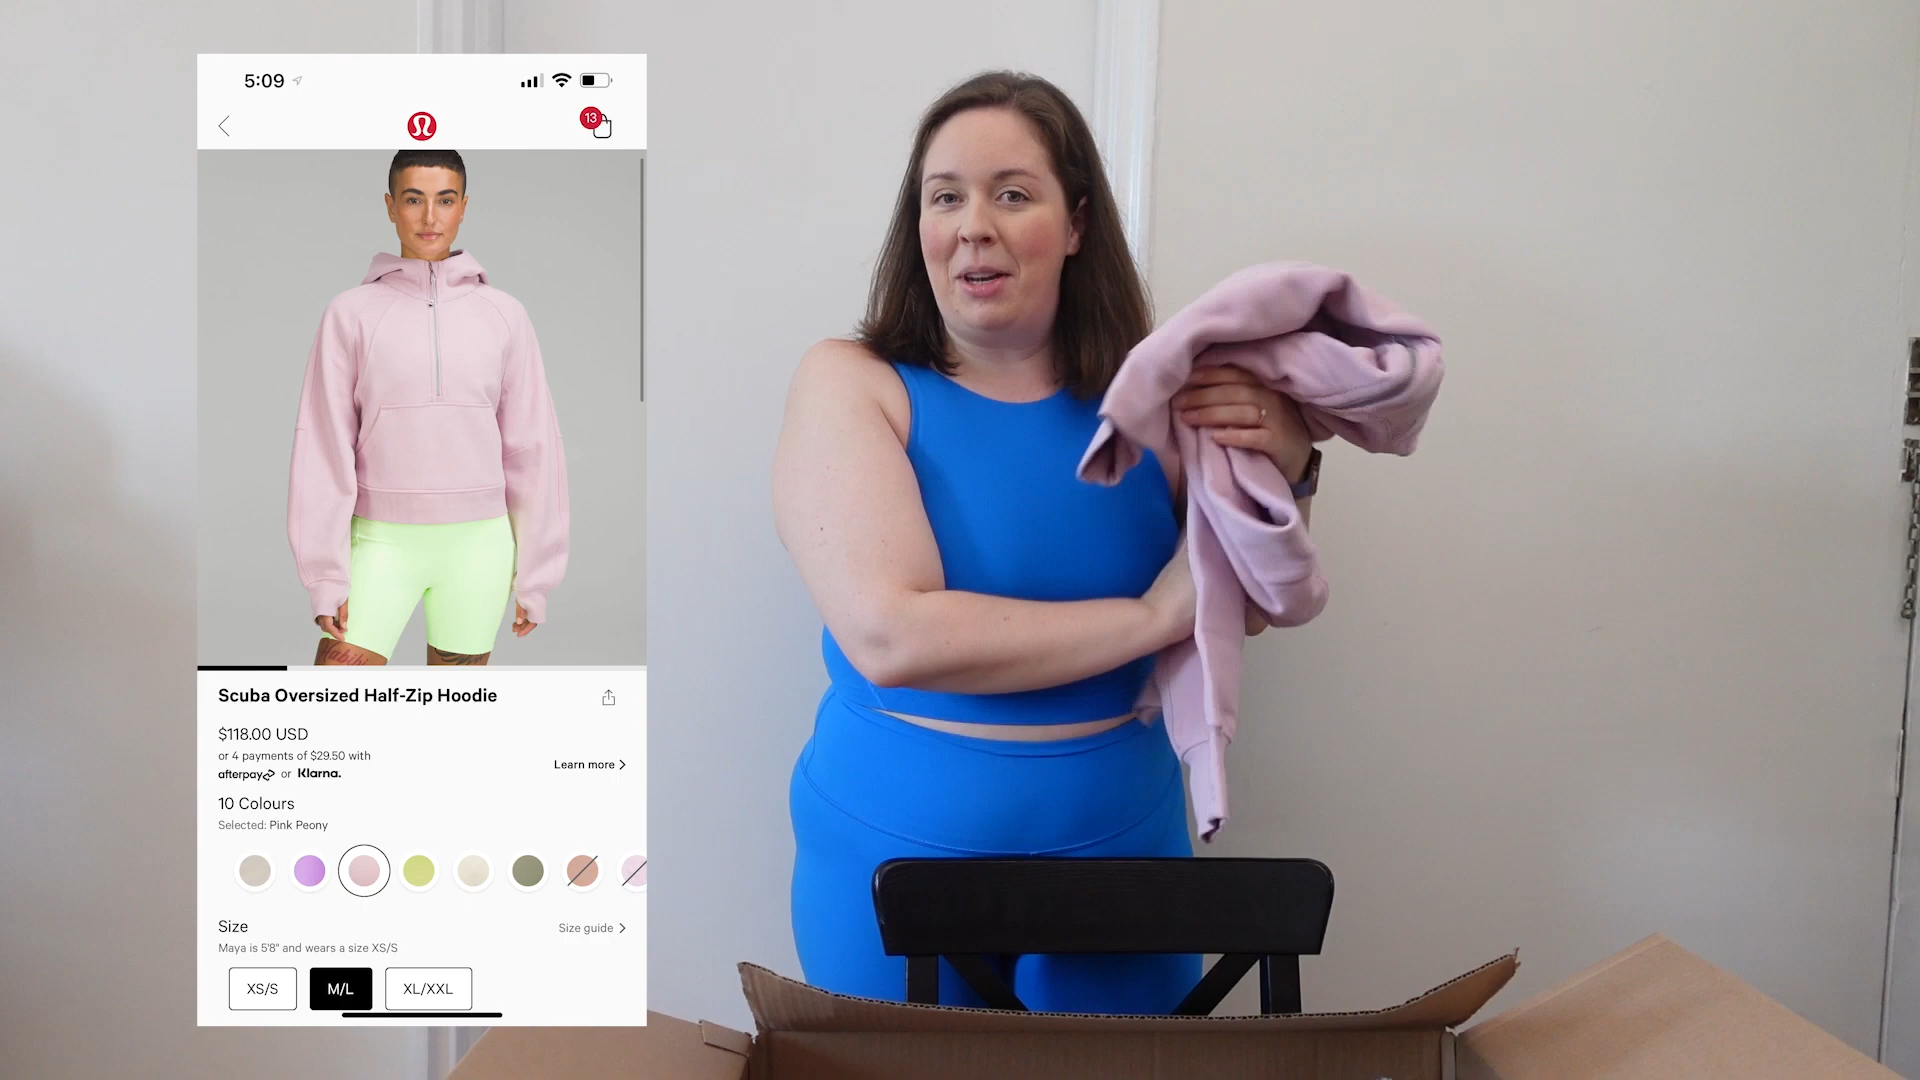 5:09
13
Scuba Oversized Half-Zip Hoodie
$118.00 USD
or 4 payments of $29.50 with
afterpay or Klarna.
Learn more
10 Colours
Selected: Pink Peony
Size
Size guide
Maya is 5'8" and wears a size XS/S
XS/S M/L XL/XXL
Habibi